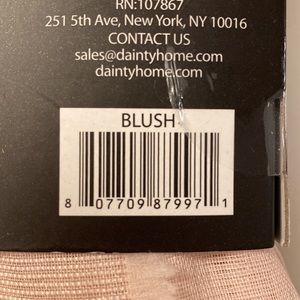 RN:107867
251 5th Ave, New York, NY 10016
CONTACT US
sales@daintyhome.com
daintyhome.com
BLUSH
8 07709 87997 1